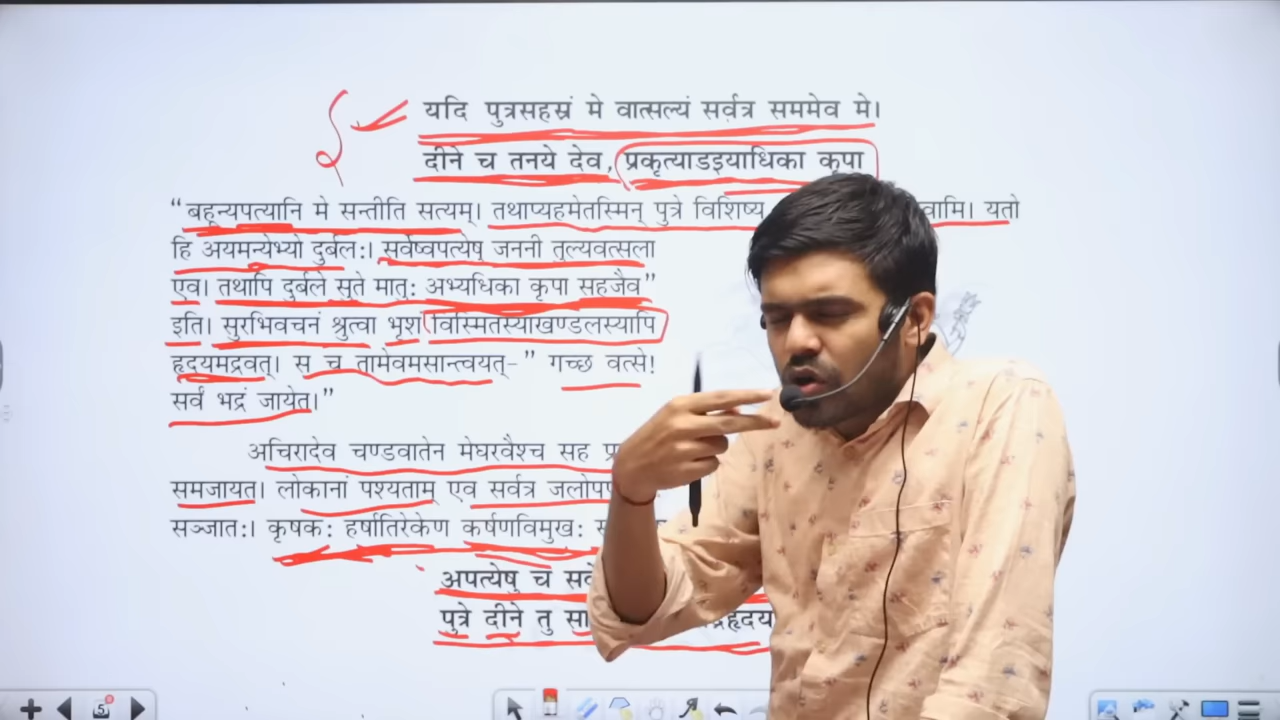 यदि पुत्रसहस्रं मे वात्सल्यं सर्वत्र सममेव मे।
दीने च तनये देव, प्रकृत्याडइयाधिका कृपा
“बहून्यपत्यानि मे सन्तीति सत्यम्। तथाप्यहमेतस्मिन् पुत्रे विशिष्य वामि। यतो
हि अयमन्येभ्यो दुर्बलः। सर्वेष्वपत्येषु जननी तुल्यवत्सला
एव। तथापि दुर्बले सुते मातुः अभ्यधिका कृपा सहजैव”
इति। सुरभिवचनं श्रुत्वा भृश विस्मितस्याखण्डलस्यापि
हृदयमद्रवत्। स च तामेवमसान्त्वयत्-” गच्छ वत्से!
सर्वं भद्रं जायेत।”
अचिरादेव चण्डवातेन मेघरवैश्च सह
समजायत। लोकानां पश्यताम् एव सर्वत्र
सञ्जातः। कृषकः हर्षातिरेकेण कर्षणविमुखः
अपत्येषु च
पुत्रे दीने तु